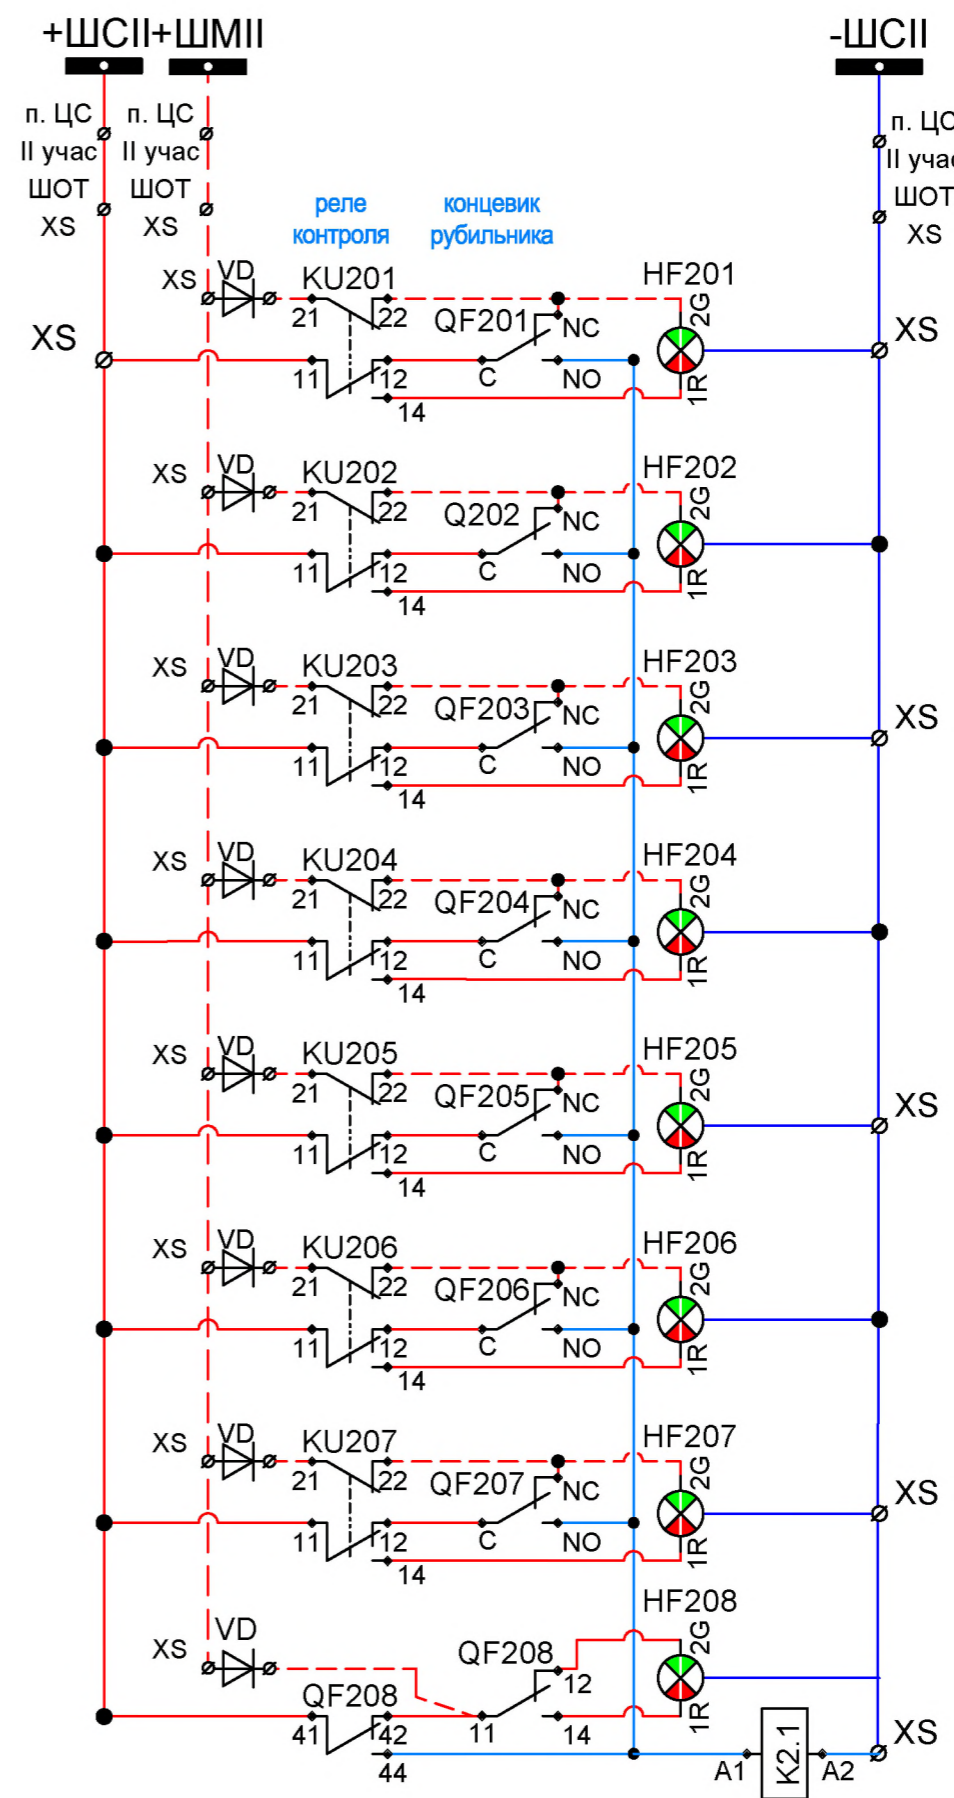 +ШСII +ШМII -ШСII
п. ЦС п. ЦС п. ЦС
II учас II учас II учас
ШОТ ШОТ ШОТ
XS XS XS
реле концевик
контроля рубильника
XS VD KU201 HF201
21 22 QF201 NC 2G
XS XS
11 12 C NO 1R
14
XS VD KU202 HF202
21 22 Q202 NC 2G
11 12 C NO 1R
14
XS VD KU203 HF203
21 22 QF203 NC 2G
XS
11 12 C NO 1R
14
XS VD KU204 HF204
21 22 QF204 NC 2G
11 12 C NO 1R
14
XS VD KU205 HF205
21 22 QF205 NC 2G
XS
11 12 C NO 1R
14
XS VD KU206 HF206
21 22 QF206 NC 2G
11 12 C NO 1R
14
XS VD KU207 HF207
21 22 QF207 NC 2G
XS
11 12 C NO 1R
14
HF208
XS VD QF208 2G
12
QF208
41 42 11 14 1R
XS
44 A1 K2.1 A2